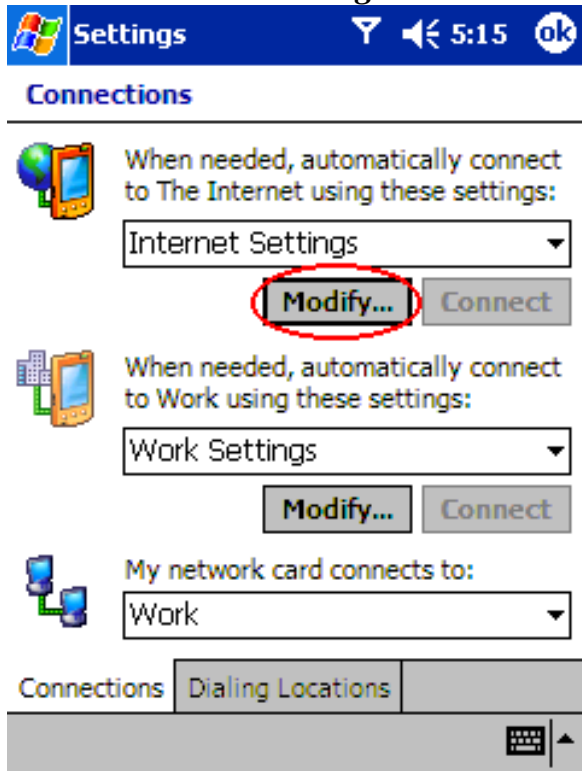 Settings 5:15 ok
Connections
When needed, automatically connect
to The Internet using these settings:
Internet Settings
Modify... Connect
When needed, automatically connect
to Work using these settings:
Work Settings
Modify... Connect
My network card connects to:
Work
Connections Dialing Locations